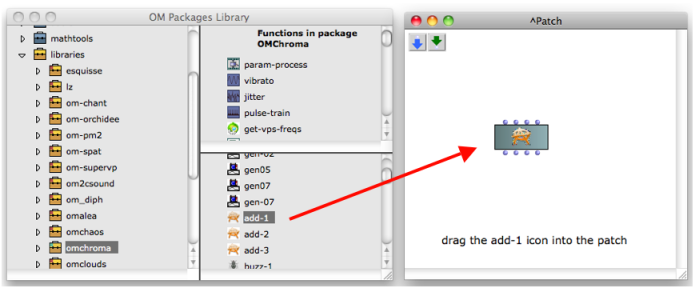 OM Packages Library
mathtools
libraries
esquisse
lz
om-chant
om-orchidee
om-pm2
om-spat
om-supervp
om2csound
om_diph
omalea
omchaos
omchroma
omclouds
Functions in package
OMChroma
param-process
vibrato
jitter
pulse-train
get-vps-freqs
gen-02
gen05
gen07
gen-07
add-1
add-2
add-3
buzz-1
^Patch
drag the add-1 icon into the patch